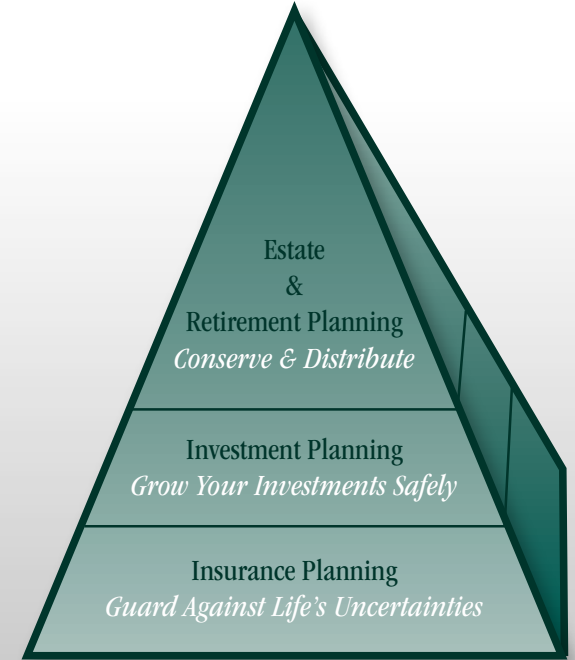 Estate
&
Retirement Planning
Conserve & Distribute
Investment Planning
Grow Your Investments Safely
Insurance Planning
Guard Against Life's Uncertainties